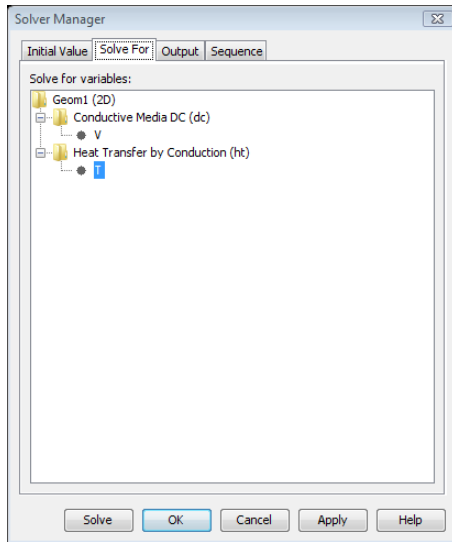 Solver Manager
Initial Value Solve For Output Sequence
Solve for variables:
Geom1 (2D)
Conductive Media DC (dc)
V
Heat Transfer by Conduction (ht)
T
Solve OK Cancel Apply Help